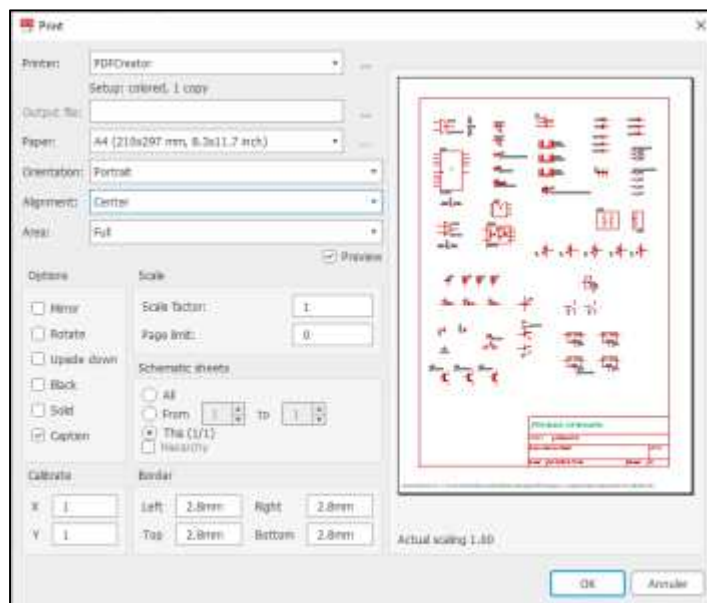 Print
Printer: PDFCreator
Setup: colored, 1 copy
Output file:
Paper: A4 (210x297 mm, 8.3x11.7 inch)
Orientation: Portrait
Alignment: Center
Area: Full
Preview
Options
Mirror
Rotate
Upside down
Black
Solid
Caption
Scale
Scale factor: 1
Page limit: 0
Schematic sheets
All
From 1 to 1
This (1/1)
Hierarchy
Calibrate
X 1
Y 1
Border
Left 2.8mm Right 2.8mm
Top 2.8mm Bottom 2.8mm
Actual scaling 1.00
OK
Annuler